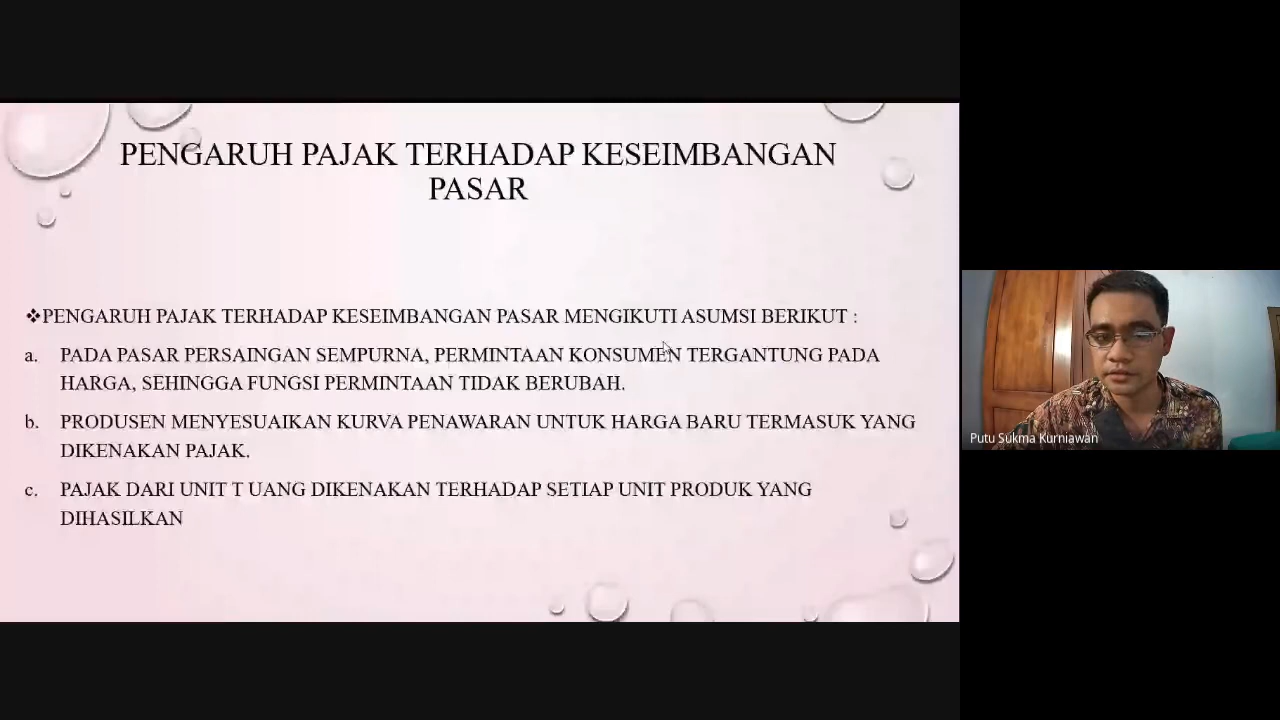 PENGARUH PAJAK TERHADAP KESEIMBANGAN
PASAR
❖PENGARUH PAJAK TERHADAP KESEIMBANGAN PASAR MENGIKUTI ASUMSI BERIKUT :
a. PADA PASAR PERSAINGAN SEMPURNA, PERMINTAAN KONSUMEN TERGANTUNG PADA
HARGA, SEHINGGA FUNGSI PERMINTAAN TIDAK BERUBAH.
b. PRODUSEN MENYESUAIKAN KURVA PENAWARAN UNTUK HARGA BARU TERMASUK YANG
DIKENAKAN PAJAK.
c. PAJAK DARI UNIT T UANG DIKENAKAN TERHADAP SETIAP UNIT PRODUK YANG
DIHASILKAN
Putu Sukma Kurniawan